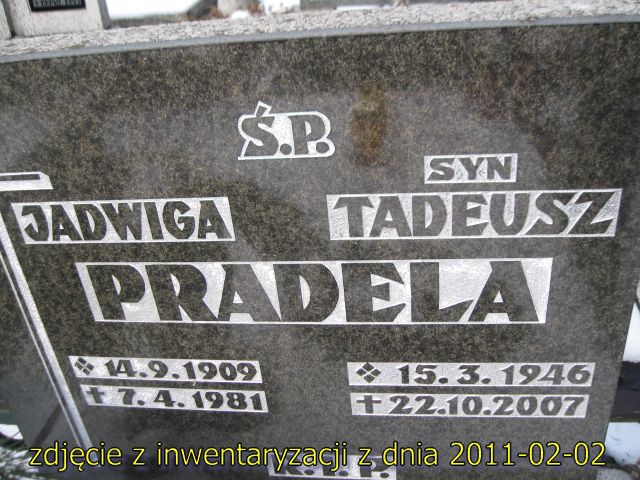 Ś.P.
SYN
JADWIGA TADEUSZ
PRADELA
14.9.1909 15.3.1946
7.4.1981 22.10.2007
zdjęcie z inwentaryzacji z dnia 2011-02-02